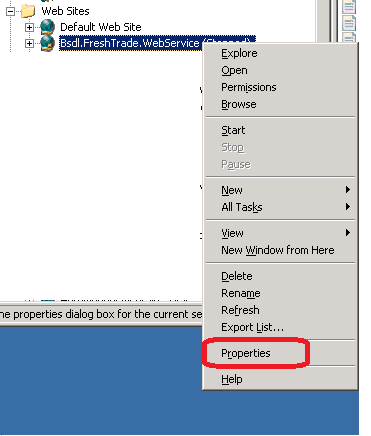 Web Sites
Default Web Site
Bsdl.FreshTrade.WebService
Explore
Open
Permissions
Browse
Start
Stop
Pause
New
All Tasks
View
New Window from Here
Delete
Rename
Refresh
Export List...
ne properties dialog box for the current se
Properties
Help